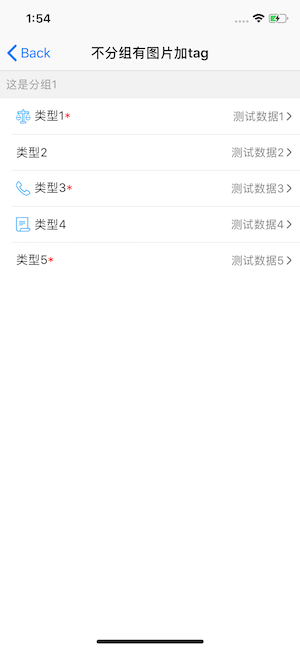 1:54
Back 不分组有图片加tag
这是分组1
类型1* 测试数据1
类型2 测试数据2
类型3* 测试数据3
类型4 测试数据4
类型5* 测试数据5